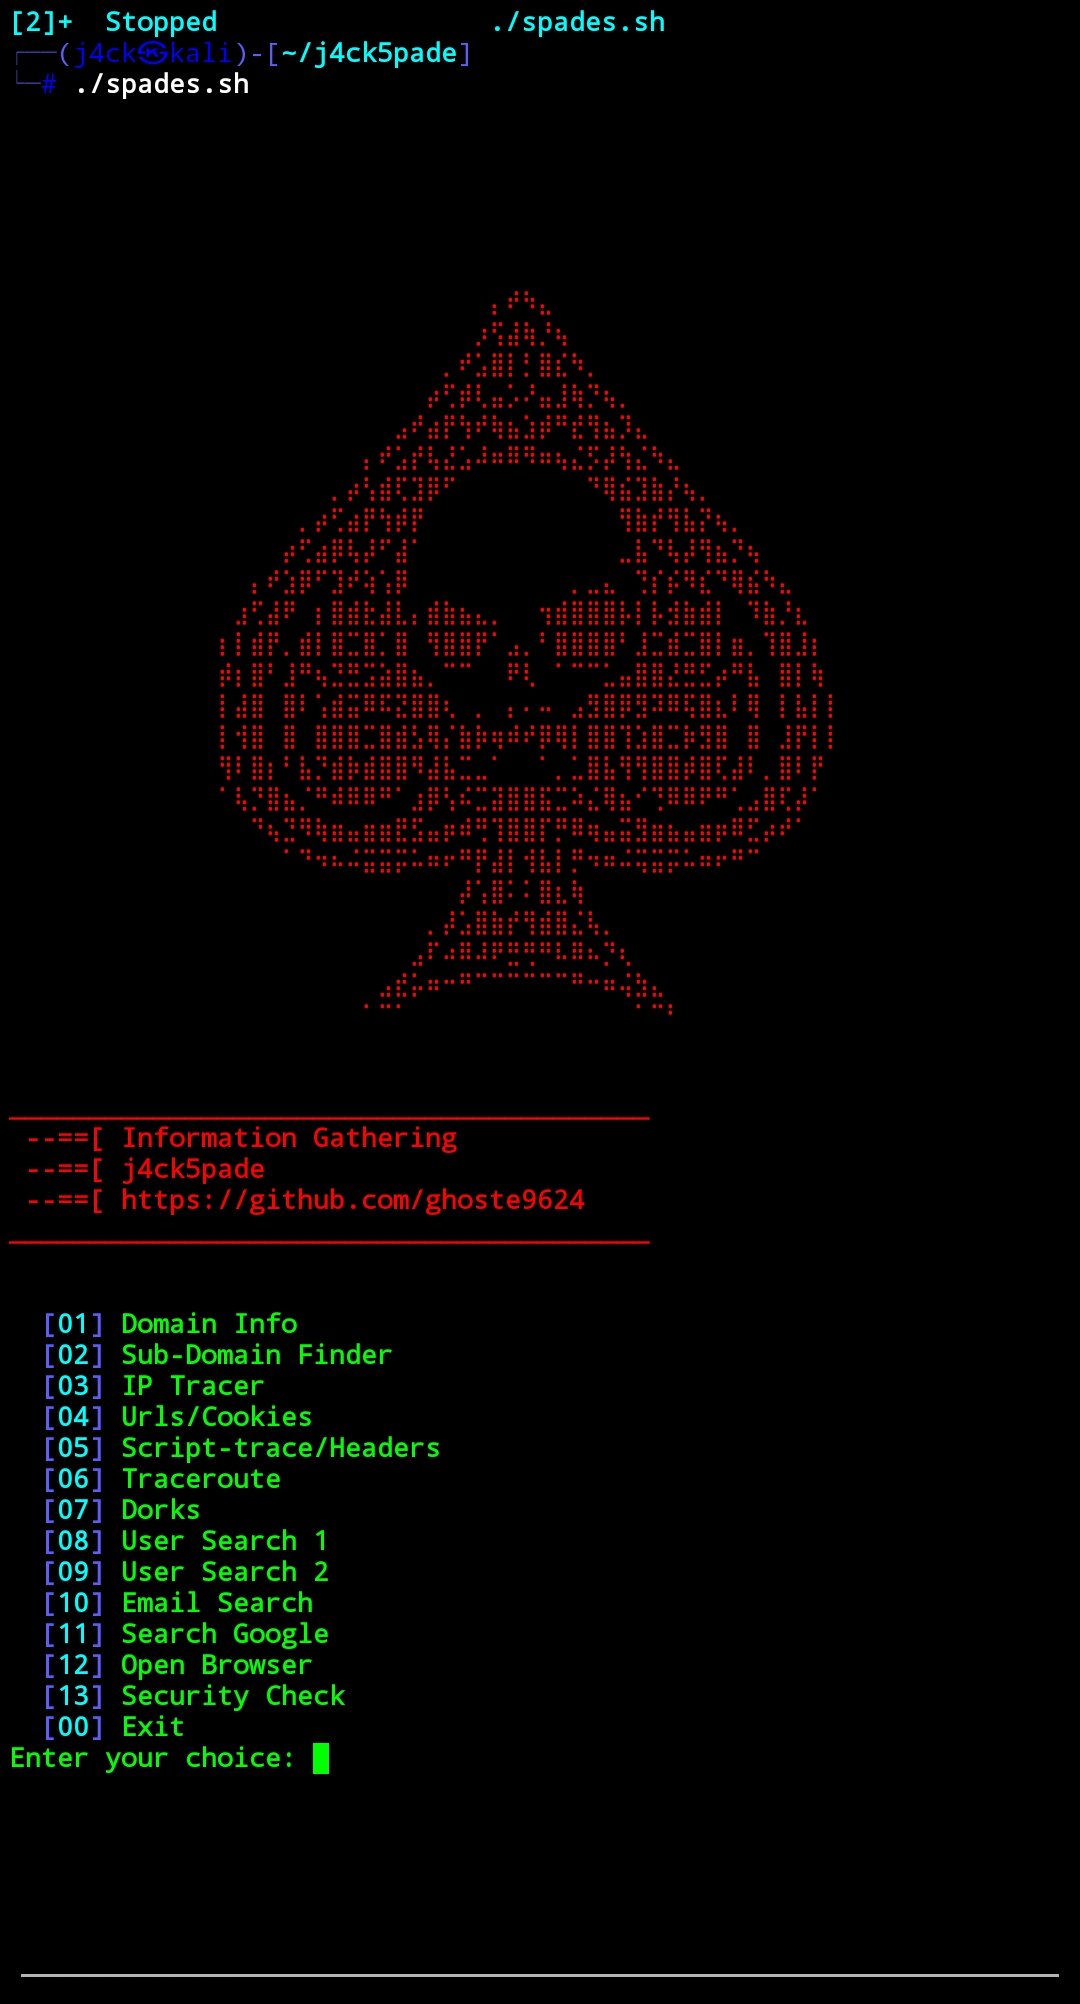 [2]+  Stopped                 ./spades.sh
┌──(j4ck㉿kali)-[~/j4ck5pade]
└─# ./spades.sh
--==[ Information Gathering
--==[ j4ck5pade
--==[ https://github.com/ghoste9624
[01] Domain Info
[02] Sub-Domain Finder
[03] IP Tracer
[04] Urls/Cookies
[05] Script-trace/Headers
[06] Traceroute
[07] Dorks
[08] User Search 1
[09] User Search 2
[10] Email Search
[11] Search Google
[12] Open Browser
[13] Security Check
[00] Exit
Enter your choice: